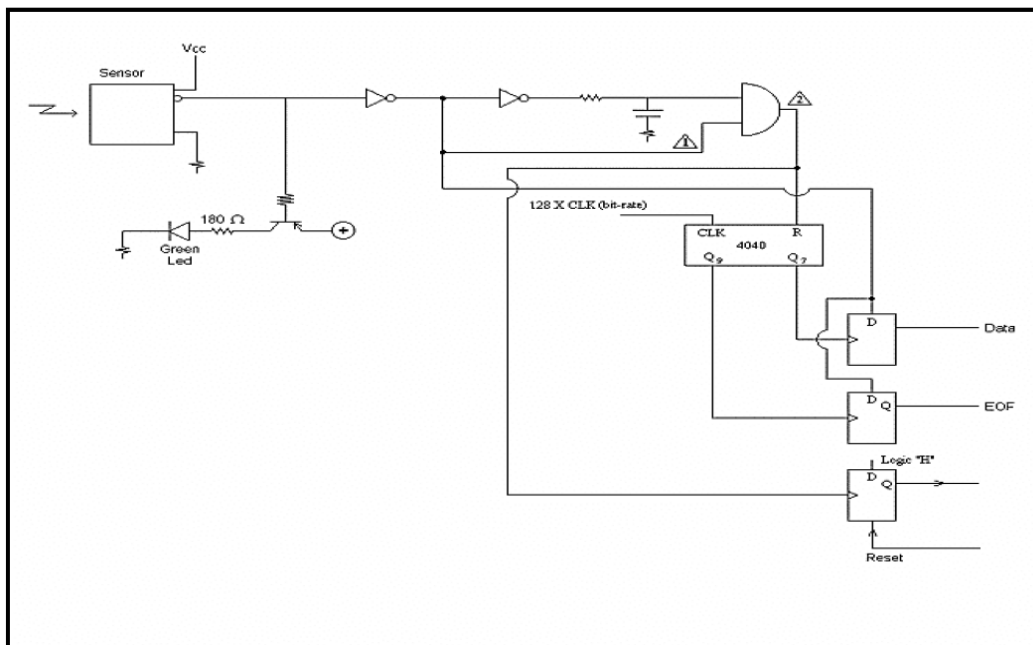 Vcc
Sensor
2
1
128 X CLK (bit-rate)
CLK R
4040
Q9 Q7
180 Ω
+
Green
Led
D
Data
D
Q
EOF
Logic "H"
D
Q
Reset